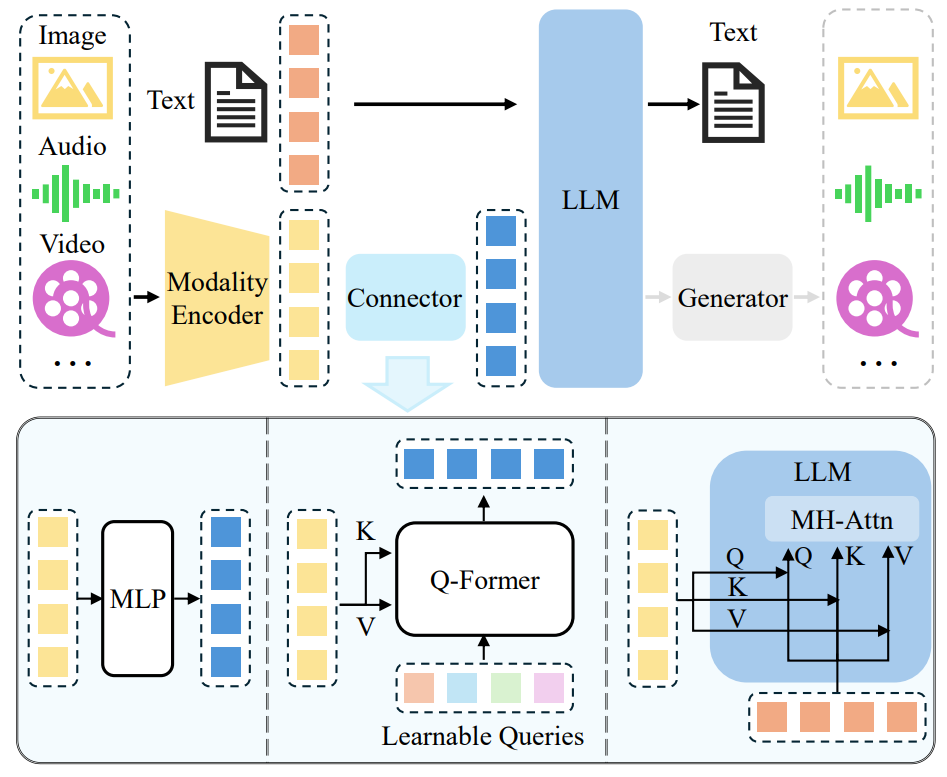 Image
Audio
Video
...
Text
Modality
Encoder
Connector
LLM
Text
Generator
...
MLP
K
V
Q-Former
Learnable Queries
LLM
MH-Attn
Q
K
V
Q
K
V